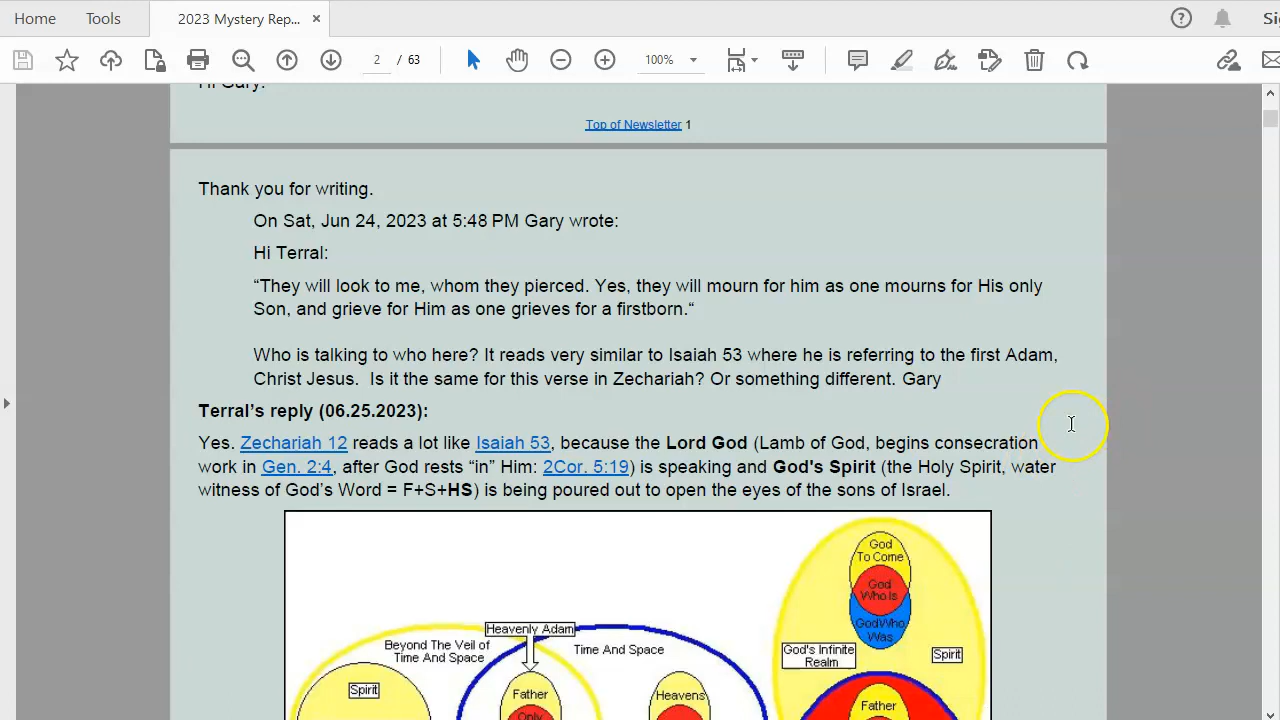 Home
Tools
2023 Mystery Rep...
×
?
Si
2 / 63
100%
Hi Gary:
Top of Newsletter 1
Thank you for writing.
On Sat, Jun 24, 2023 at 5:48 PM Gary wrote:
Hi Terral:
“They will look to me, whom they pierced. Yes, they will mourn for him as one mourns for His only
Son, and grieve for Him as one grieves for a firstborn.“
Who is talking to who here? It reads very similar to Isaiah 53 where he is referring to the first Adam,
Christ Jesus.  Is it the same for this verse in Zechariah? Or something different. Gary
Terral’s reply (06.25.2023):
Yes. Zechariah 12 reads a lot like Isaiah 53, because the Lord God (Lamb of God, begins consecration
work in Gen. 2:4, after God rests “in” Him: 2Cor. 5:19) is speaking and God's Spirit (the Holy Spirit, water
witness of God’s Word = F+S+HS) is being poured out to open the eyes of the sons of Israel.
God
To Come
God
Who Is
God Who
Was
Heavenly Adam
Beyond The Veil of
Time And Space
Time And Space
God's Infinite
Realm
Spirit
Spirit
Father
Only
Heavens
Father